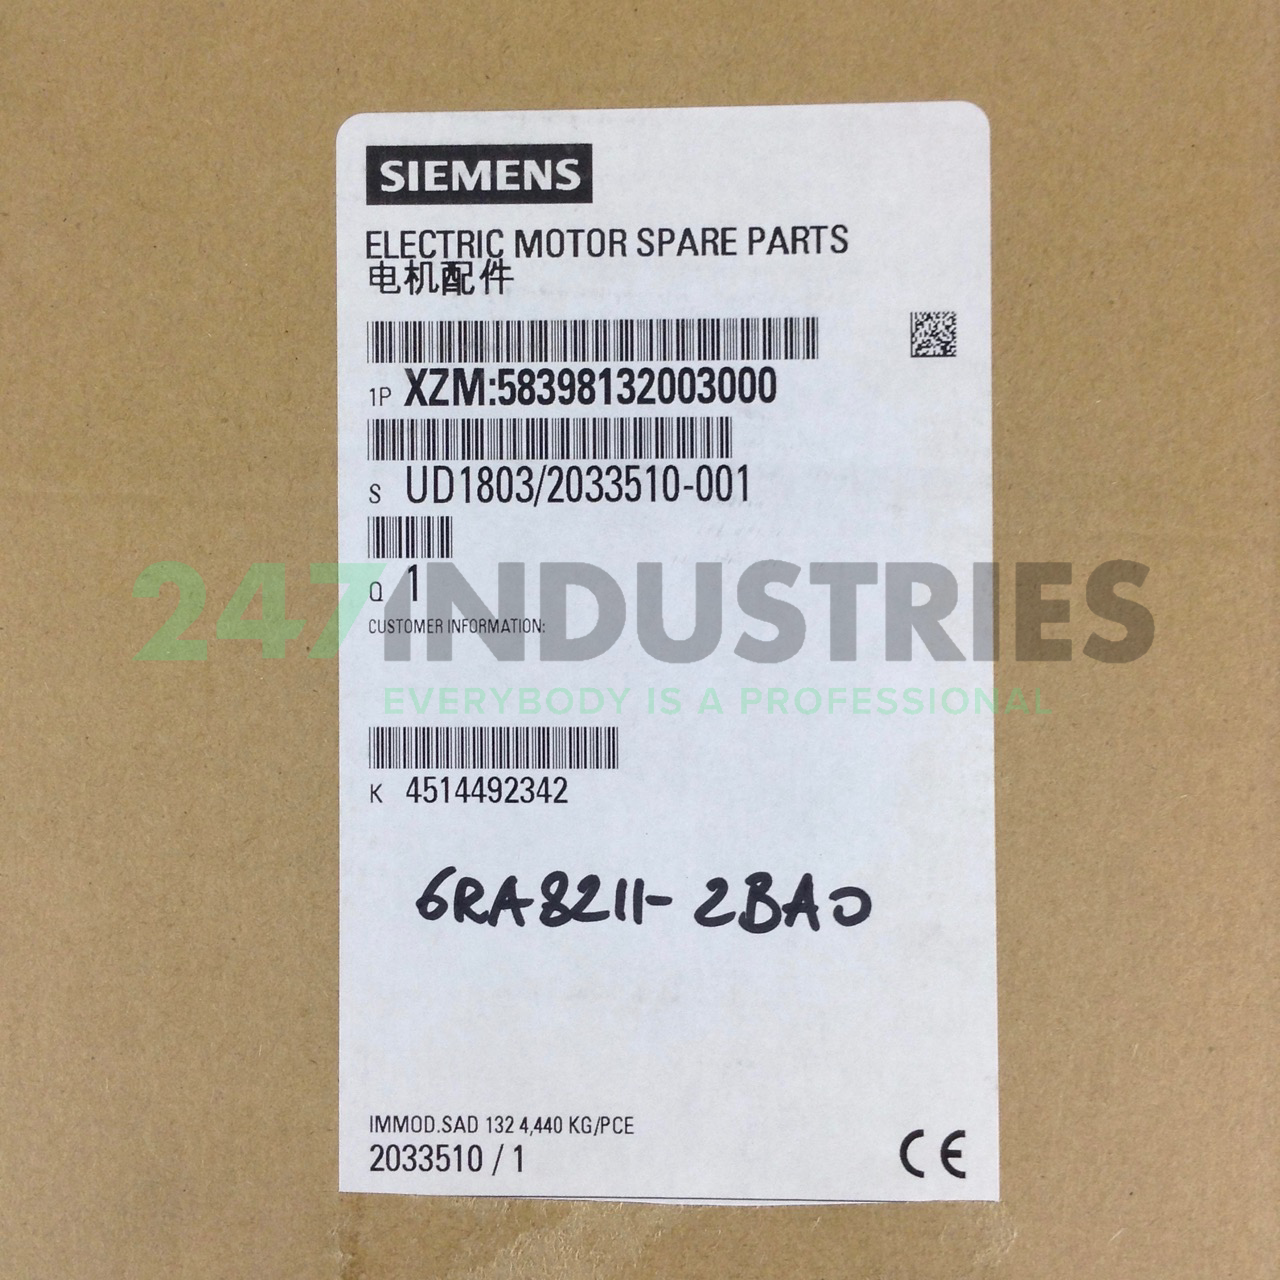 SIEMENS
ELECTRIC MOTOR SPARE PARTS
电机配件
1P XZM:58398132003000
S UD1803/2033510-001
Q 1
247INDUSTRIES
CUSTOMER INFORMATION:
EVERYBODY IS A PROFESSIONAL
K 4514492342
6RA8211-2BA0
IMMOD.SAD 132 4,440 KG/PCE
2033510 / 1
CE